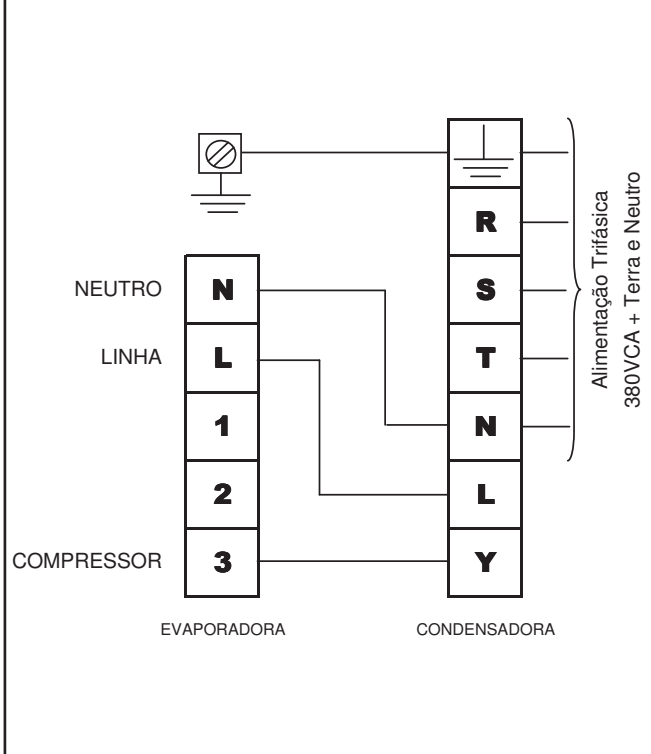 R
NEUTRO
N
S
LINHA
L
T
1
N
2
L
COMPRESSOR
3
Y
EVAPORADORA
CONDENSADORA
Alimentação Trifásica
380VCA + Terra e Neutro